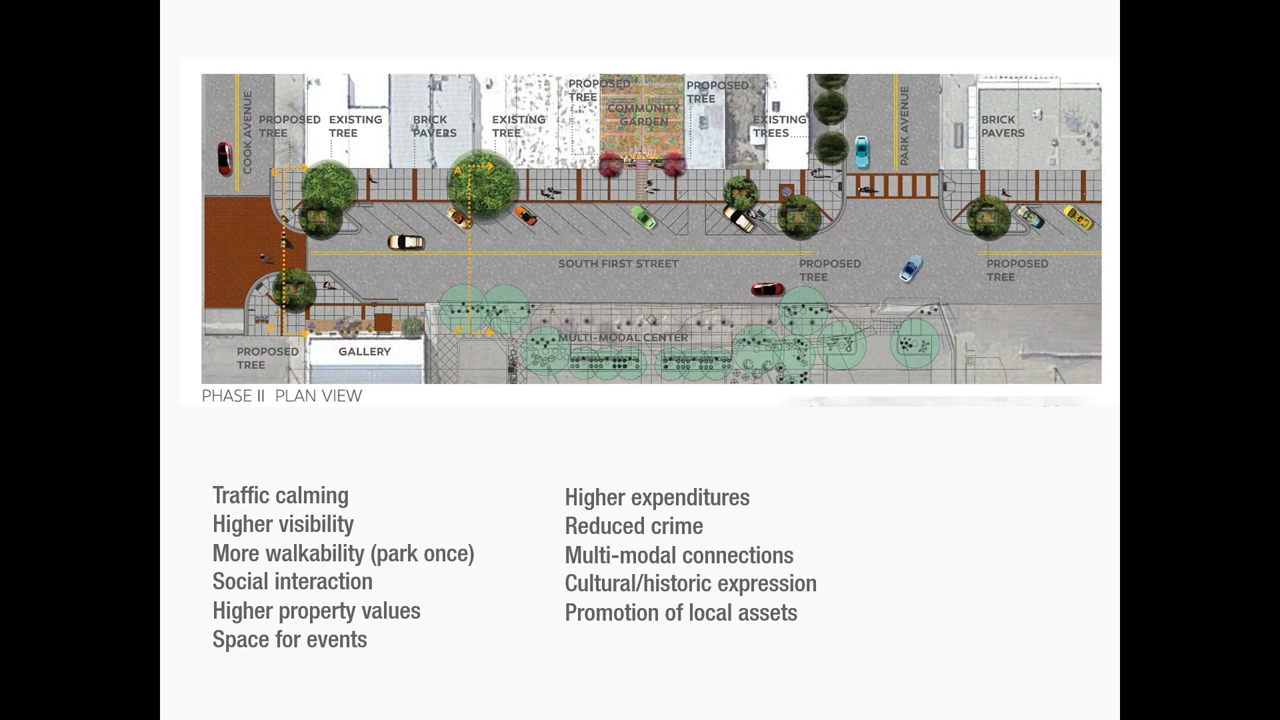 COOK AVENUE
PROPOSED
TREE
EXISTING
TREE
BRICK
PAVERS
EXISTING
TREE
PROPOSED
TREE
COMMUNITY
GARDEN
PROPOSED
TREE
EXISTING
TREES
PARK AVENUE
BRICK
PAVERS
A
SOUTH FIRST STREET
PROPOSED
TREE
PROPOSED
TREE
MULTI-MODAL CENTER
PROPOSED
TREE
GALLERY
PHASE II PLAN VIEW
Traffic calming
Higher visibility
More walkability (park once)
Social interaction
Higher property values
Space for events
Higher expenditures
Reduced crime
Multi-modal connections
Cultural/historic expression
Promotion of local assets